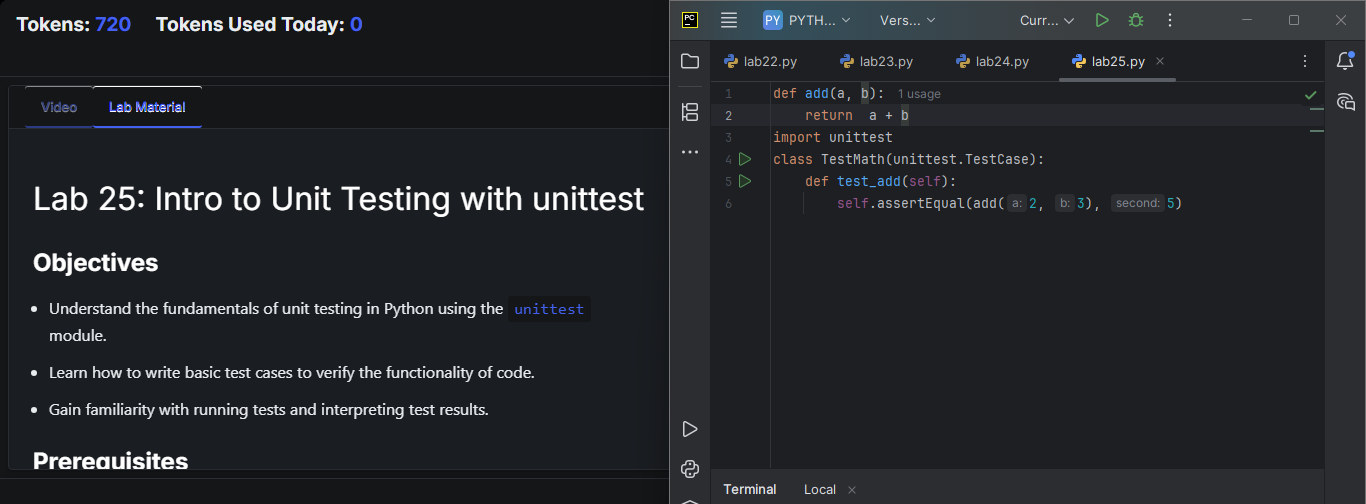 Tokens: 720 Tokens Used Today: 0
Video Lab Material
Lab 25: Intro to Unit Testing with unittest
Objectives
Understand the fundamentals of unit testing in Python using the unittest
module.
Learn how to write basic test cases to verify the functionality of code.
Gain familiarity with running tests and interpreting test results.
Prerequisites
PC PY PYTH... Vers... Curr...
lab22.py lab23.py lab24.py lab25.py
1 def add(a, b): 1 usage
2 return  a + b
3 import unittest
4 class TestMath(unittest.TestCase):
5 def test_add(self):
6 self.assertEqual(add( a: 2, b: 3), second: 5)
Terminal Local